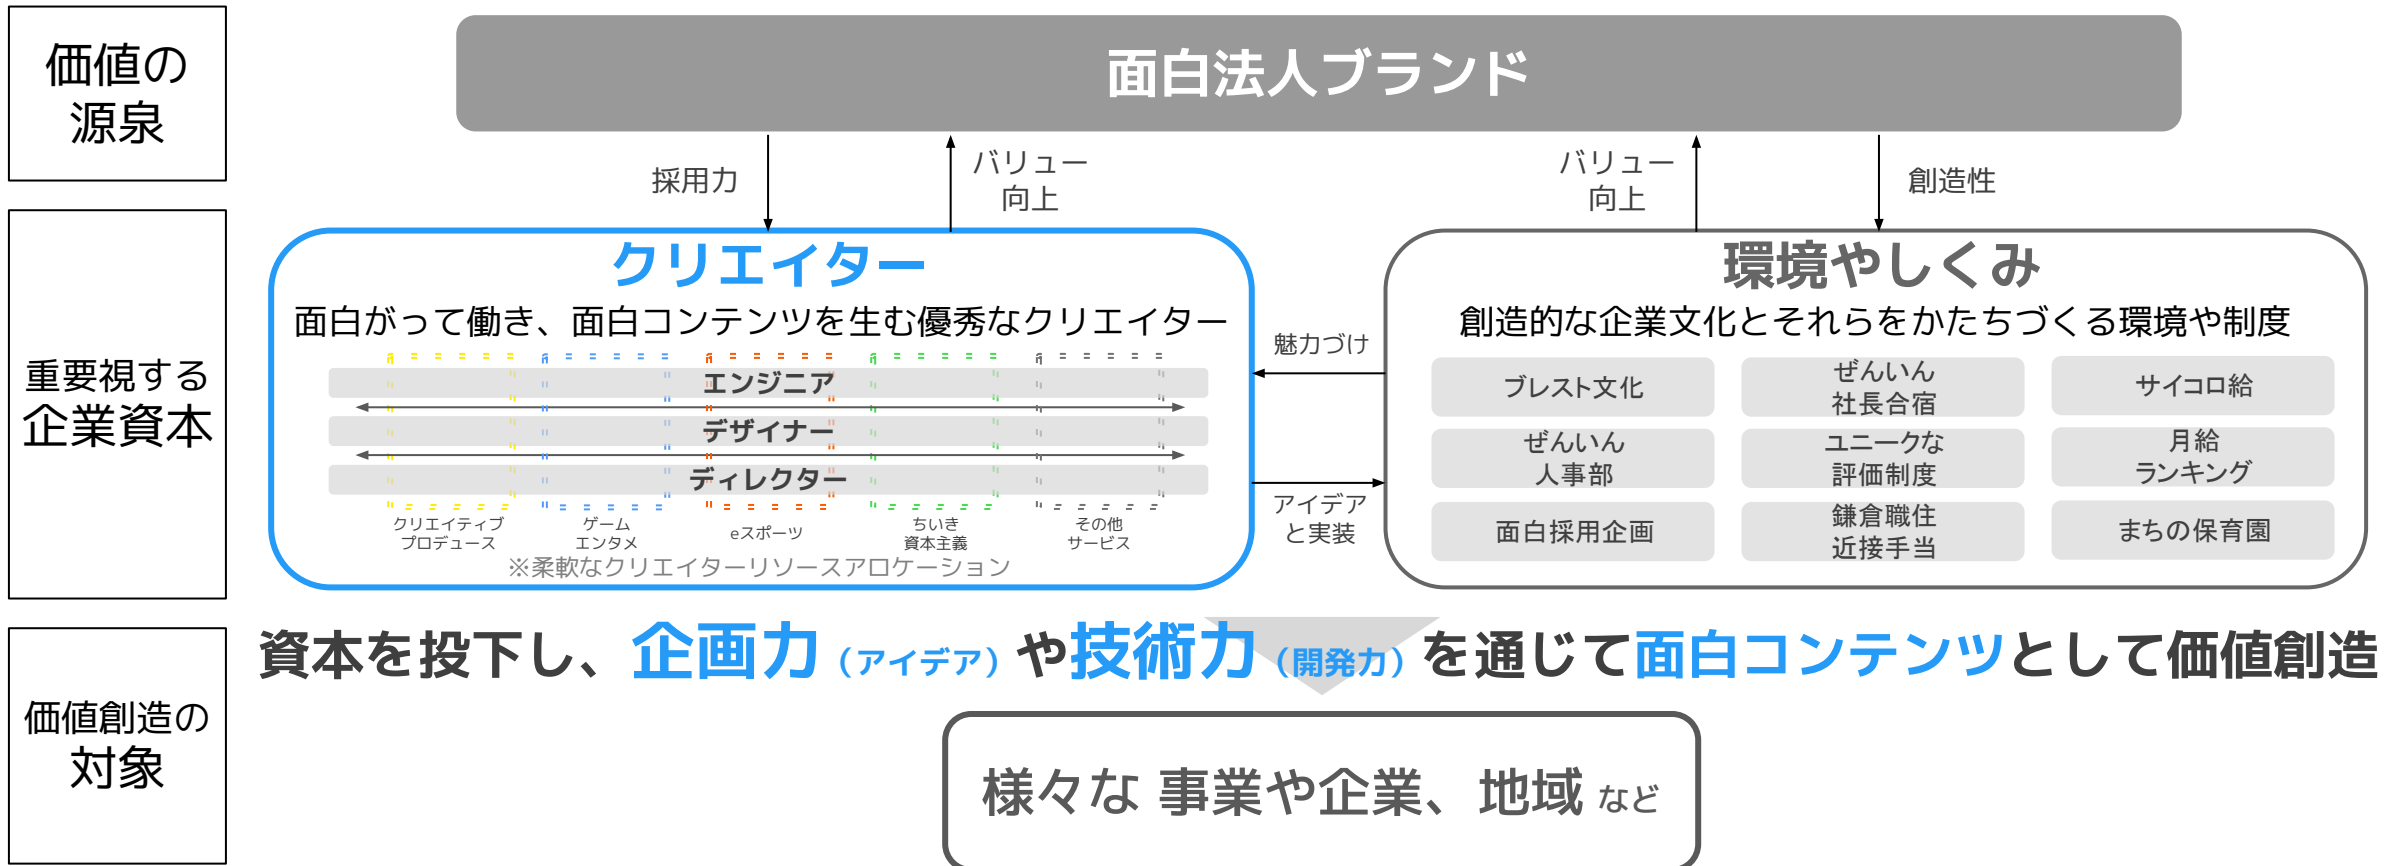 価値の
源泉
面白法人ブランド
採用力
バリュー
向上
バリュー
向上
創造性
重要視する
企業資本
クリエイター
面白がって働き、面白コンテンツを生む優秀なクリエイター
エンジニア
デザイナー
ディレクター
クリエイティブ
プロデュース
ゲーム
エンタメ
eスポーツ
ちいき
資本主義
その他
サービス
※柔軟なクリエイターリソースアロケーション
魅力づけ
アイデア
と実装
環境やしくみ
創造的な企業文化とそれらをかたちづくる環境や制度
ブレスト文化
ぜんいん
社長合宿
サイコロ給
ぜんいん
人事部
ユニークな
評価制度
月給
ランキング
面白採用企画
鎌倉職住
近接手当
まちの保育園
価値創造の
対象
資本を投下し、企画力（アイデア）や技術力（開発力）を通じて面白コンテンツとして価値創造
様々な 事業や企業、地域 など